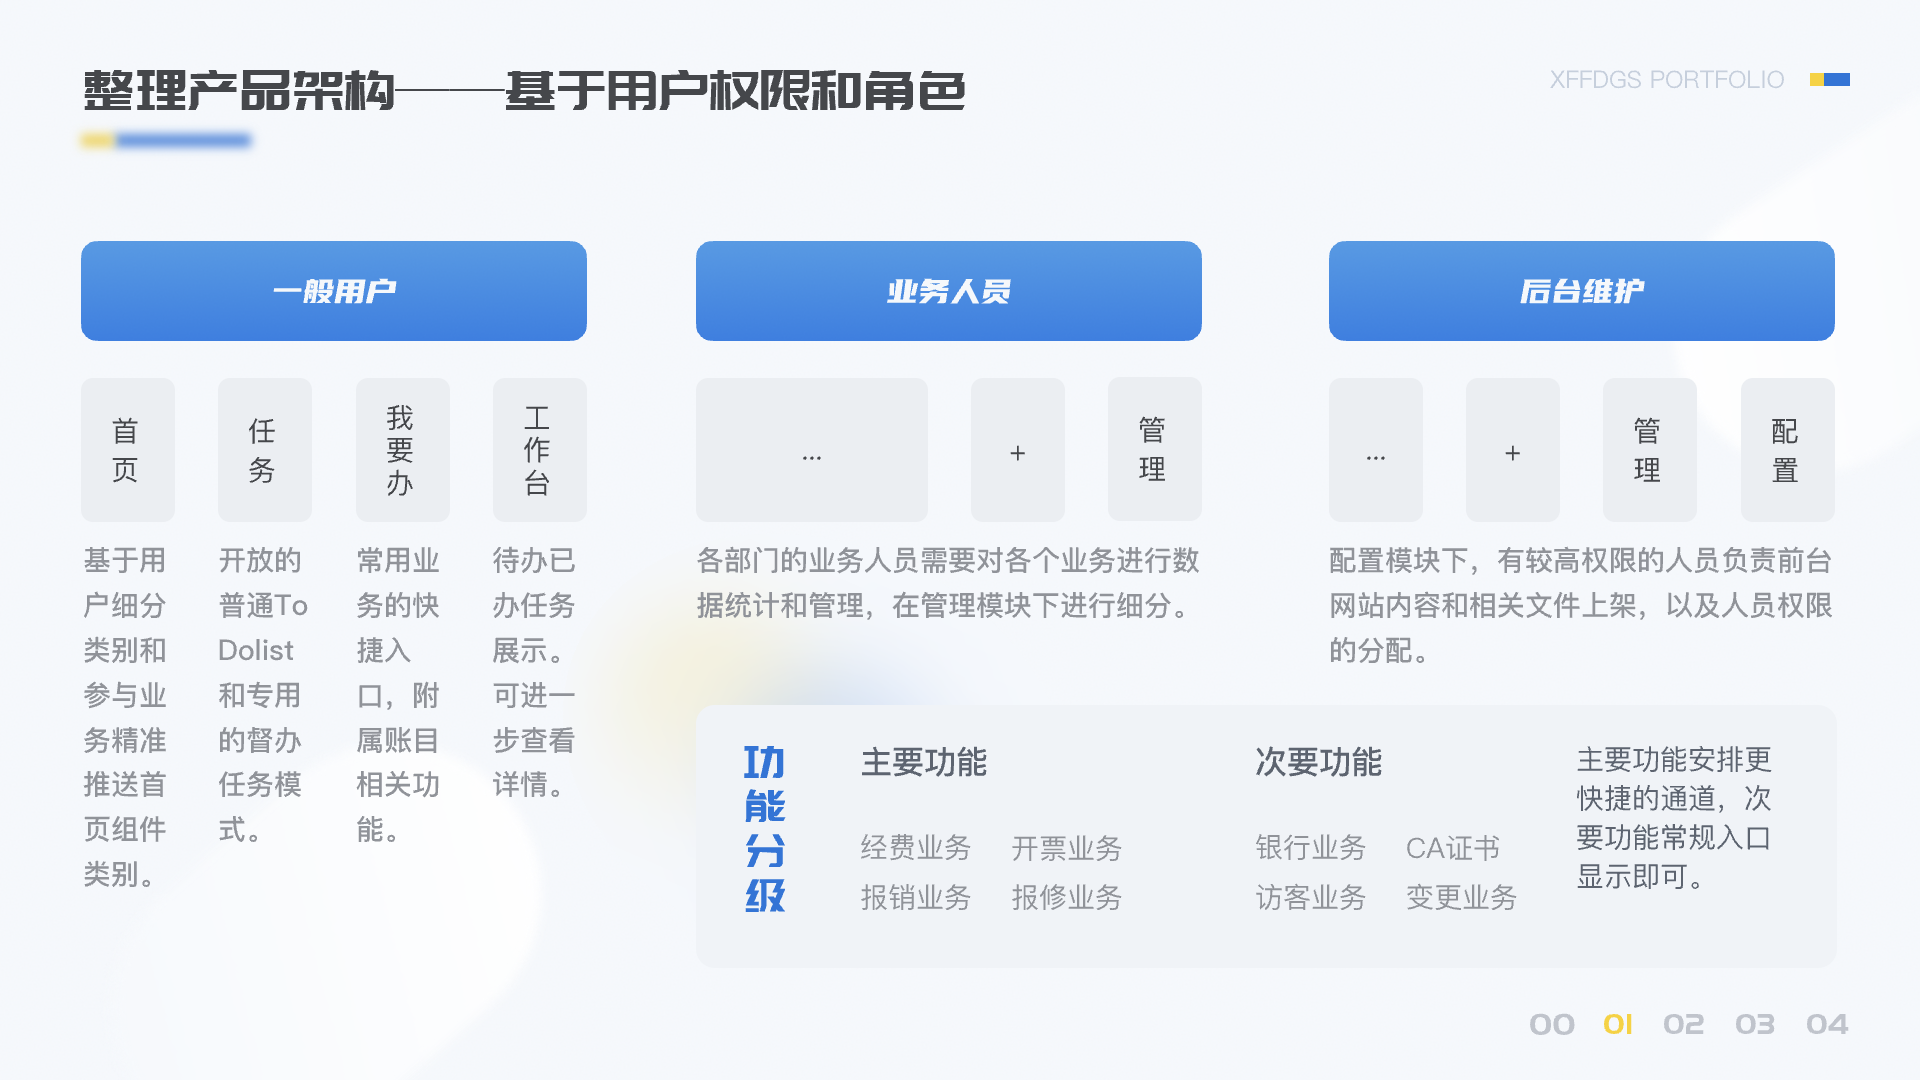 整理产品架构——基于用户权限和角色
XFFDGS PORTFOLIO
一般用户
首
页
任
务
我
要
办
工
作
台
基于用
户细分
类别和
参与业
务精准
推送首
页组件
类别。
开放的
普通To
Dolist
和专用
的督办
任务模
式。
常用业
务的快
捷入
口，附
属账目
相关功
能。
待办已
办任务
展示。
可进一
步查看
详情。
业务人员
...
+
管
理
各部门的业务人员需要对各个业务进行数
据统计和管理，在管理模块下进行细分。
后台维护
...
+
管
理
配
置
配置模块下，有较高权限的人员负责前台
网站内容和相关文件上架，以及人员权限
的分配。
功
能
分
级
主要功能
经费业务 开票业务
报销业务 报修业务
次要功能
银行业务 CA证书
访客业务 变更业务
主要功能安排更
快捷的通道，次
要功能常规入口
显示即可。
00 01 02 03 04